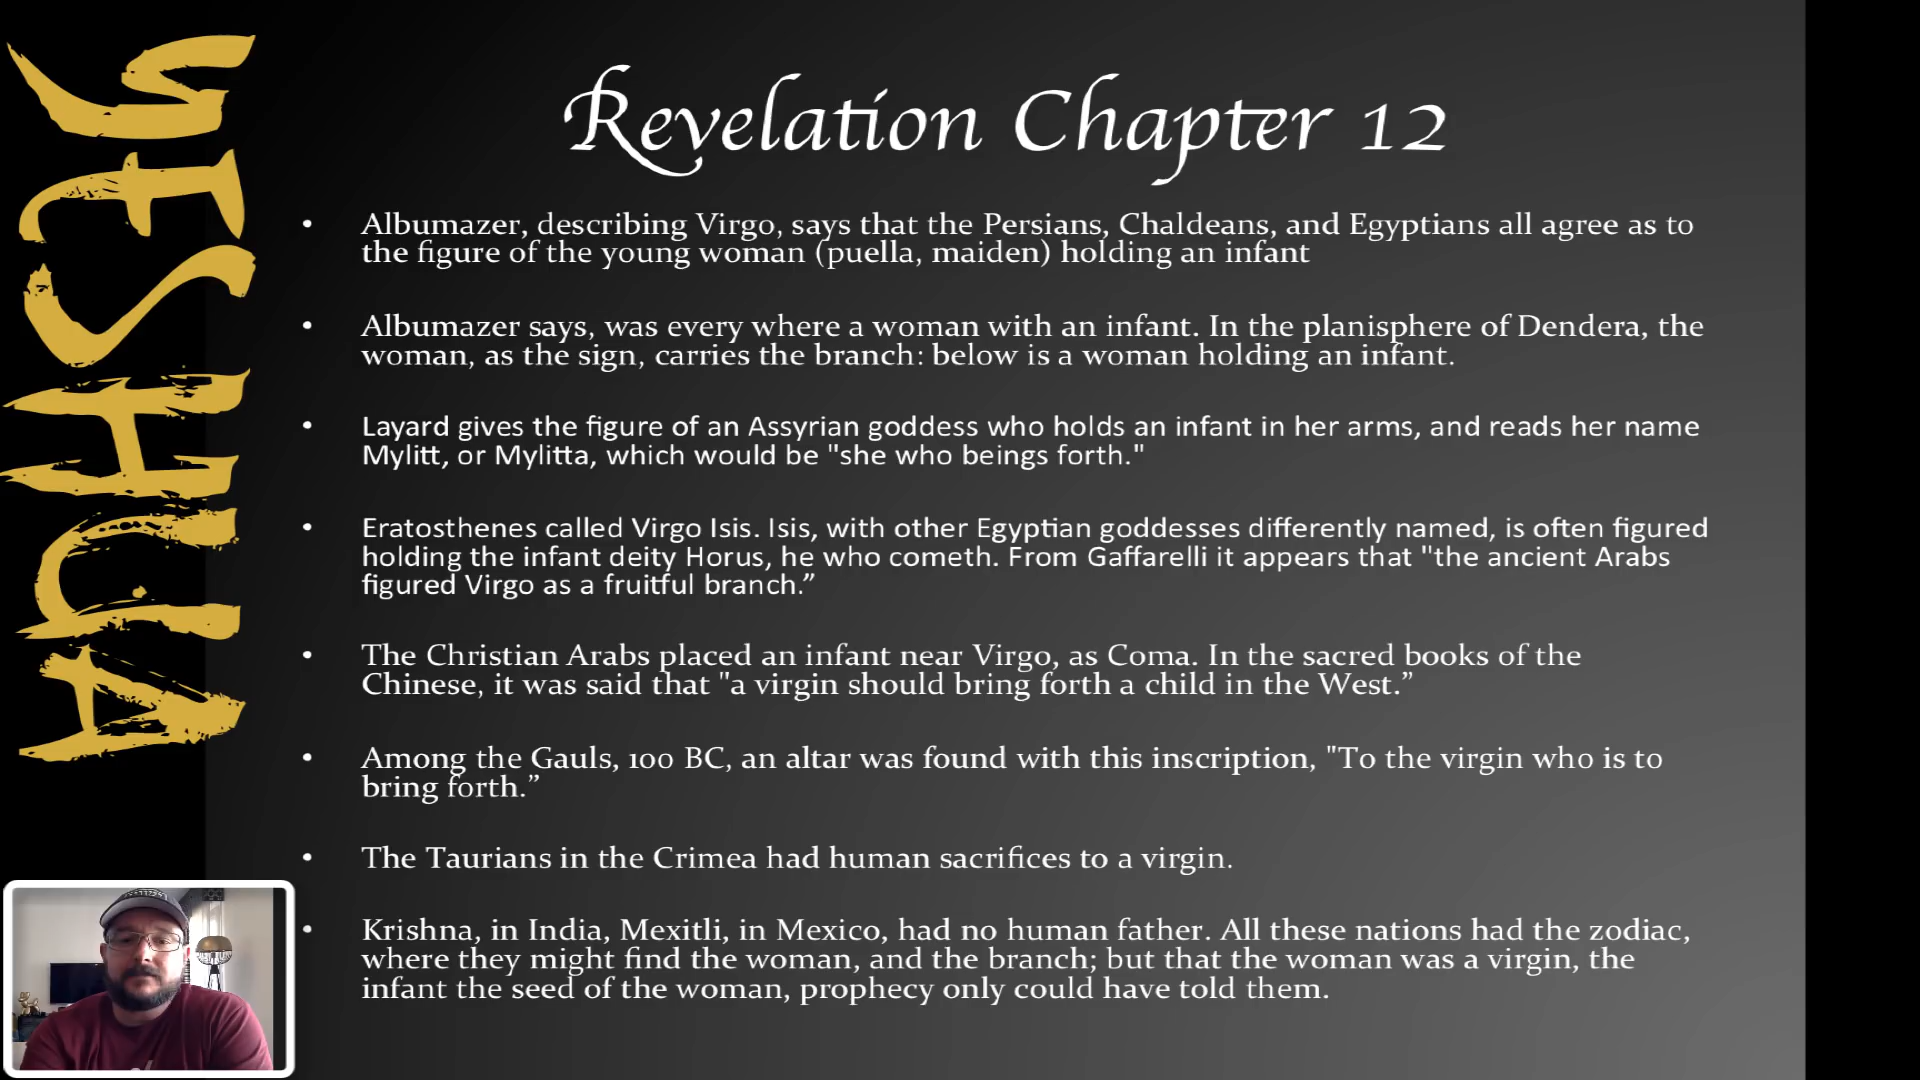 YESHUA
Revelation Chapter 12
• Albumazer, describing Virgo, says that the Persians, Chaldeans, and Egyptians all agree as to
the figure of the young woman (puella, maiden) holding an infant
• Albumazer says, was every where a woman with an infant. In the planisphere of Dendera, the
woman, as the sign, carries the branch: below is a woman holding an infant.
• Layard gives the figure of an Assyrian goddess who holds an infant in her arms, and reads her name
Mylitt, or Mylitta, which would be "she who beings forth."
• Eratosthenes called Virgo Isis. Isis, with other Egyptian goddesses differently named, is often figured
holding the infant deity Horus, he who cometh. From Gaffarelli it appears that "the ancient Arabs
figured Virgo as a fruitful branch.”
• The Christian Arabs placed an infant near Virgo, as Coma. In the sacred books of the
Chinese, it was said that "a virgin should bring forth a child in the West.”
• Among the Gauls, 100 BC, an altar was found with this inscription, "To the virgin who is to
bring forth.”
• The Taurians in the Crimea had human sacrifices to a virgin.
• Krishna, in India, Mexitli, in Mexico, had no human father. All these nations had the zodiac,
where they might find the woman, and the branch; but that the woman was a virgin, the
infant the seed of the woman, prophecy only could have told them.